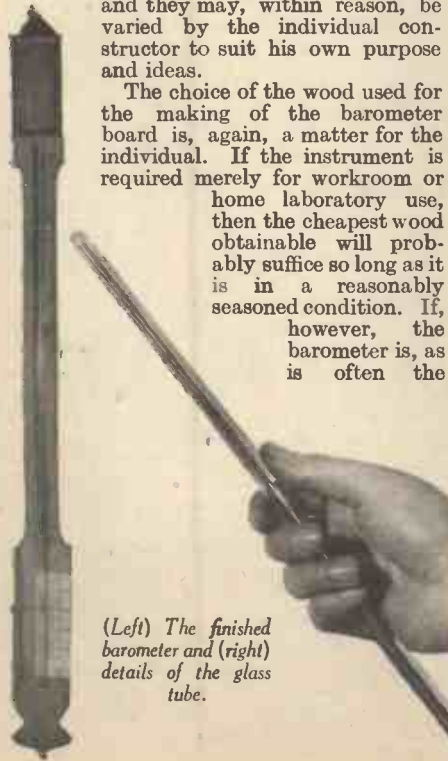 and they may, within reason, be
varied by the individual con-
structor to suit his own purpose
and ideas.
The choice of the wood used for
the making of the barometer
board is, again, a matter for the
individual. If the instrument is
required merely for workroom or
home laboratory use,
then the cheapest wood
obtainable will prob-
ably suffice so long as it
is in a reasonably
seasoned condition. If,
however, the
barometer is, as
is often the
(Left) The finished
barometer and (right)
details of the glass
tube.